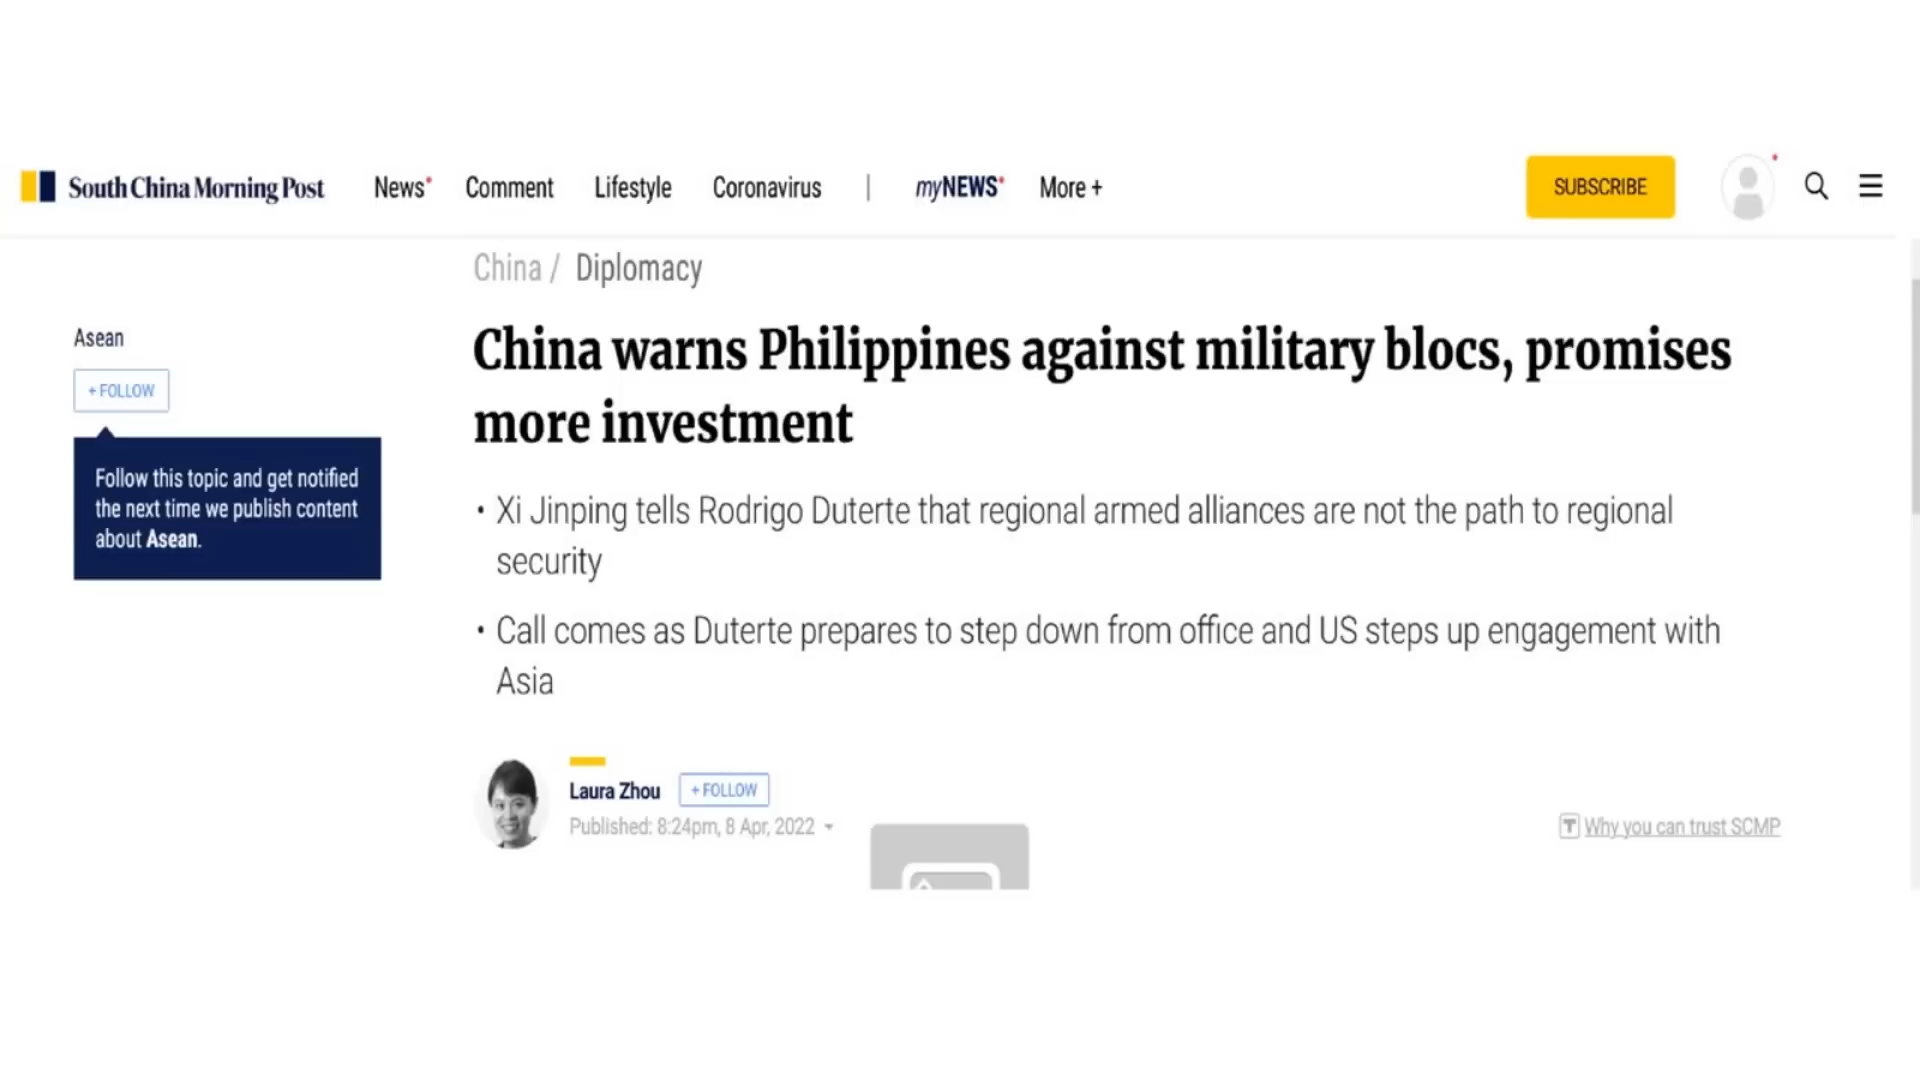 South China Morning Post News Comment Lifestyle Coronavirus | myNEWS More + SUBSCRIBE
China / Diplomacy
Asean
+ FOLLOW
Follow this topic and get notified
the next time we publish content
about Asean.
China warns Philippines against military blocs, promises
more investment
• Xi Jinping tells Rodrigo Duterte that regional armed alliances are not the path to regional
security
• Call comes as Duterte prepares to step down from office and US steps up engagement with
Asia
Laura Zhou + FOLLOW
Published: 8:24pm, 8 Apr, 2022
T Why you can trust SCMP